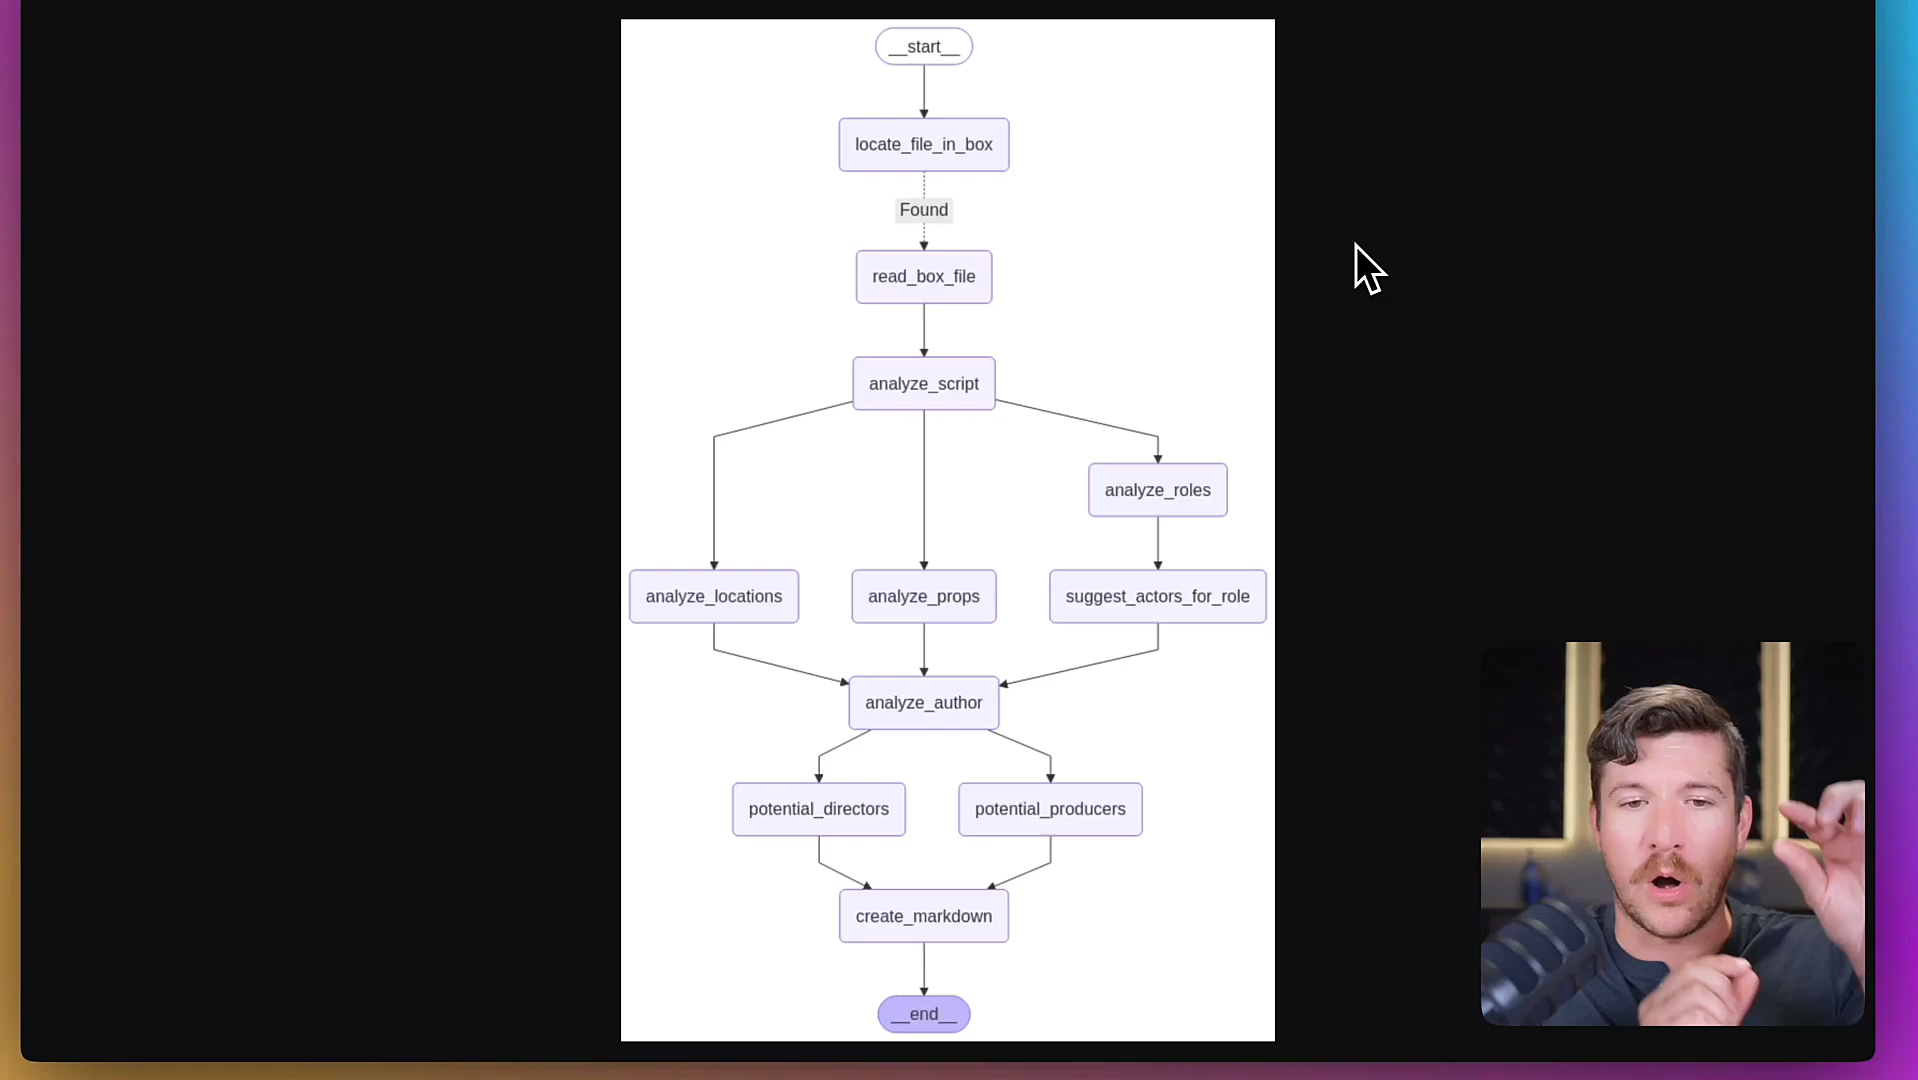 __start__
locate_file_in_box
Found
read_box_file
analyze_script
analyze_roles
analyze_locations
analyze_props
suggest_actors_for_role
analyze_author
potential_directors
potential_producers
create_markdown
__end__